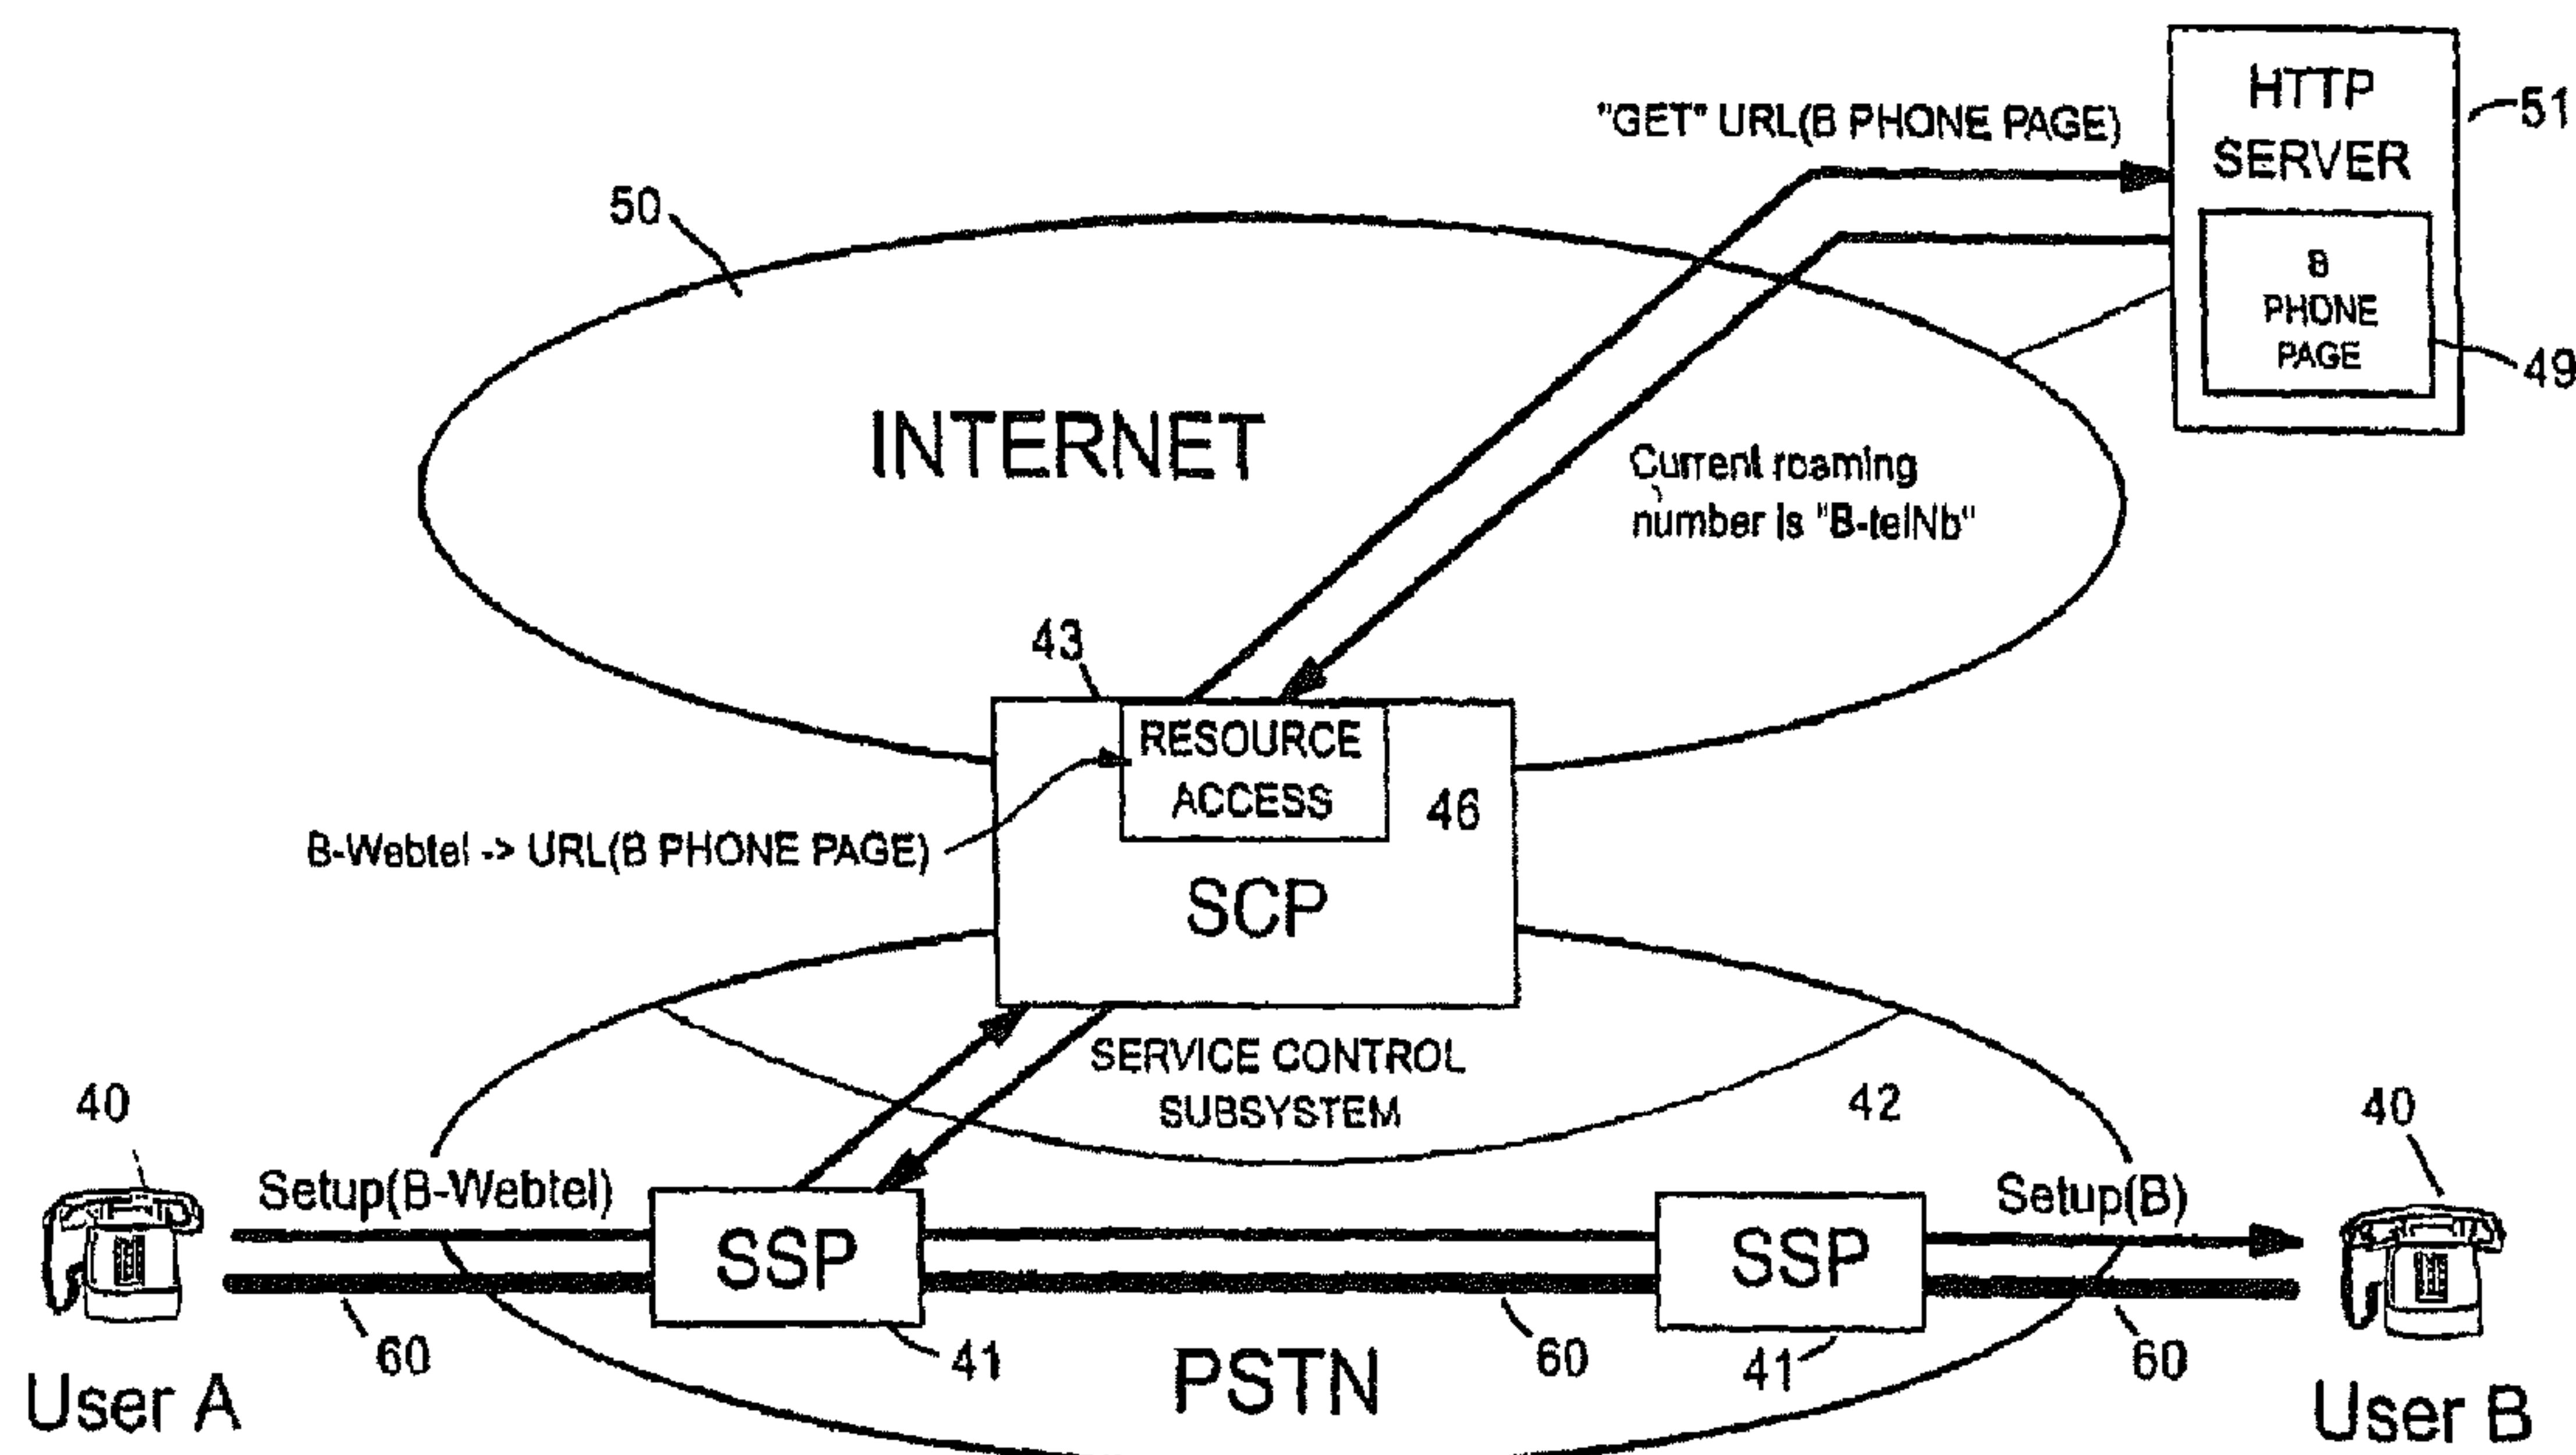 HTTP
SERVER
51
"GET" URL(B PHONE PAGE)
B
PHONE
PAGE
49
50
INTERNET
Current roaming
number is "B-telNb"
43
RESOURCE
ACCESS
46
B-Webtel -> URL(B PHONE PAGE)
SCP
SERVICE CONTROL
SUBSYSTEM
42
40
40
Setup(B-Webtel)
Setup(B)
SSP
SSP
60
41
60
41
60
PSTN
User A
User B